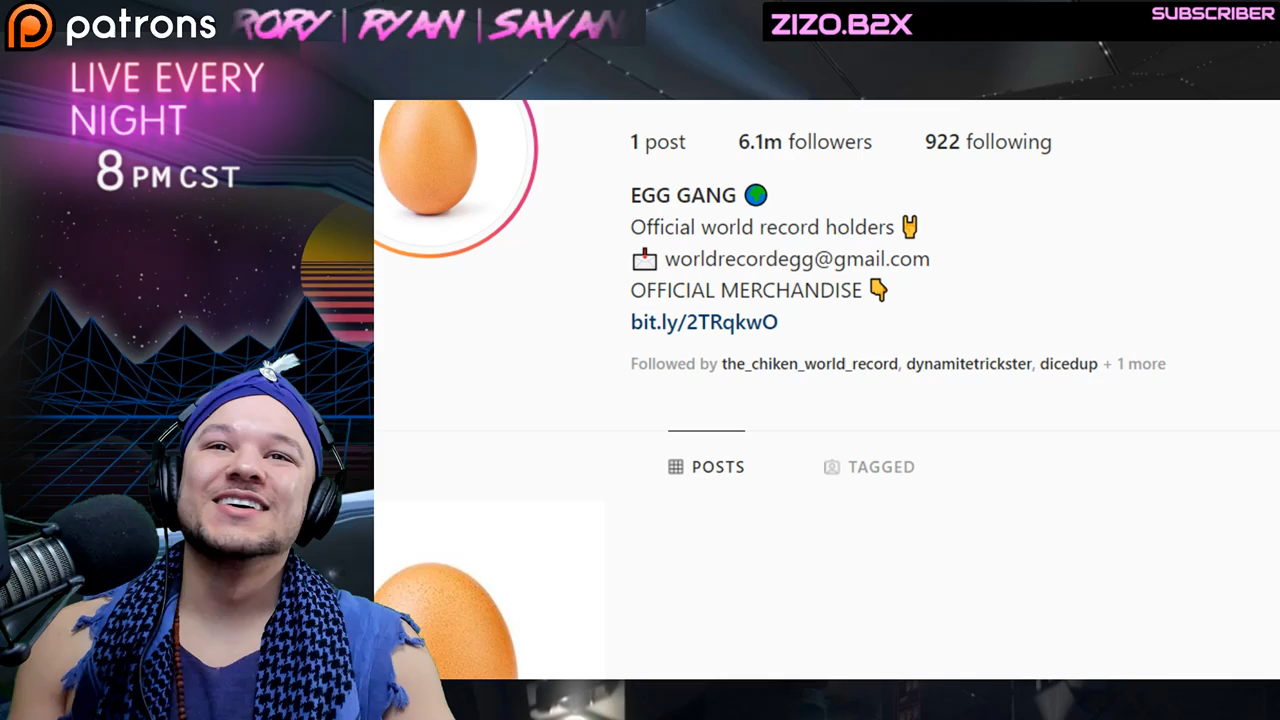 patrons
RORY | RYAN | SAVAN
ZIZO.B2X
SUBSCRIBER
LIVE EVERY
NIGHT
8 PM CST
1 post 6.1m followers 922 following
EGG GANG 🌍
Official world record holders 🤘
📩 worldrecordegg@gmail.com
OFFICIAL MERCHANDISE 👇
bit.ly/2TRqkwO
Followed by the_chiken_world_record, dynamitetrickster, dicedup + 1 more
POSTS TAGGED